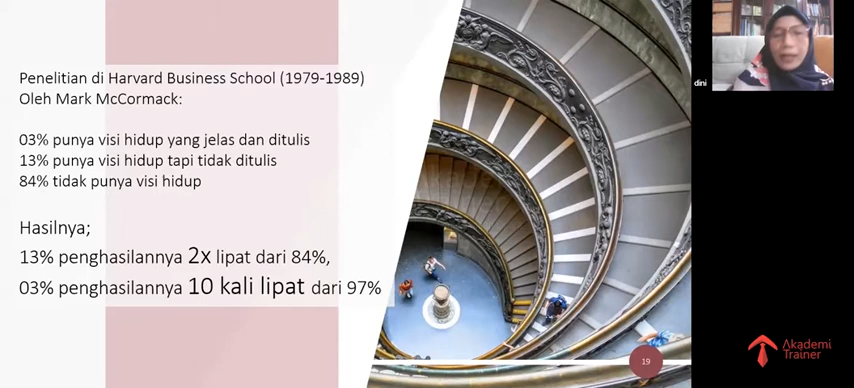 Penelitian di Harvard Business School (1979-1989)
Oleh Mark McCormack:
03% punya visi hidup yang jelas dan ditulis
13% punya visi hidup tapi tidak ditulis
84% tidak punya visi hidup
Hasilnya;
13% penghasilannya 2x lipat dari 84%,
03% penghasilannya 10 kali lipat dari 97%
19
dini
Akademi
Trainer